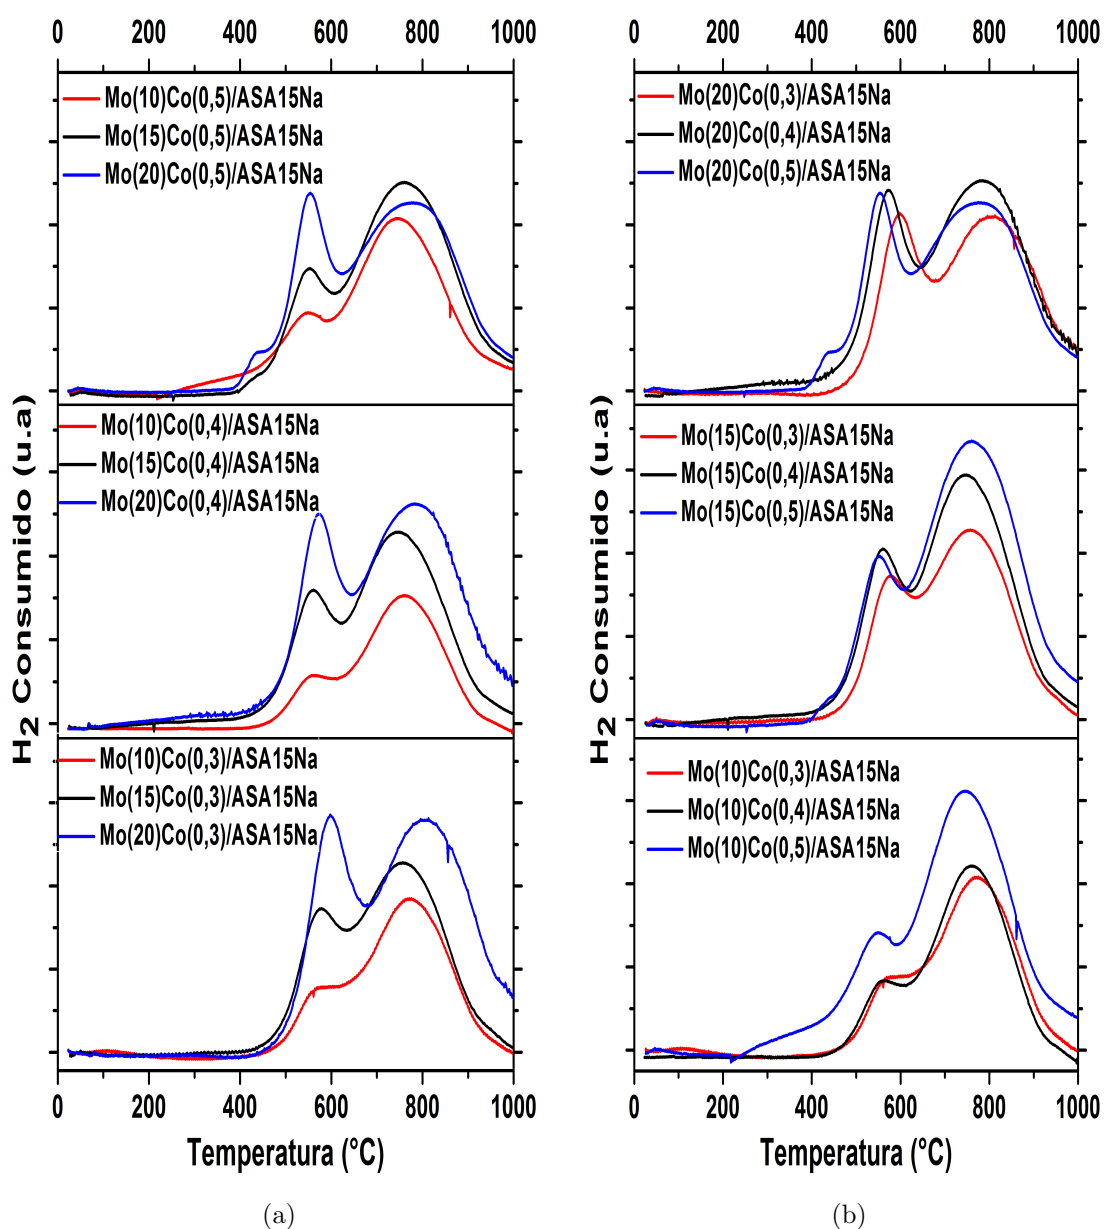 0 200 400 600 800 1000
Mo(10)Co(0,5)/ASA15Na
Mo(15)Co(0,5)/ASA15Na
Mo(20)Co(0,5)/ASA15Na
Mo(10)Co(0,4)/ASA15Na
Mo(15)Co(0,4)/ASA15Na
Mo(20)Co(0,4)/ASA15Na
Mo(10)Co(0,3)/ASA15Na
Mo(15)Co(0,3)/ASA15Na
Mo(20)Co(0,3)/ASA15Na
H2 Consumido (u.a)
0 200 400 600 800 1000
Temperatura (°C)
(a)
0 200 400 600 800 1000
Mo(20)Co(0,3)/ASA15Na
Mo(20)Co(0,4)/ASA15Na
Mo(20)Co(0,5)/ASA15Na
Mo(15)Co(0,3)/ASA15Na
Mo(15)Co(0,4)/ASA15Na
Mo(15)Co(0,5)/ASA15Na
Mo(10)Co(0,3)/ASA15Na
Mo(10)Co(0,4)/ASA15Na
Mo(10)Co(0,5)/ASA15Na
H2 Consumido (u.a)
0 200 400 600 800 1000
Temperatura (°C)
(b)